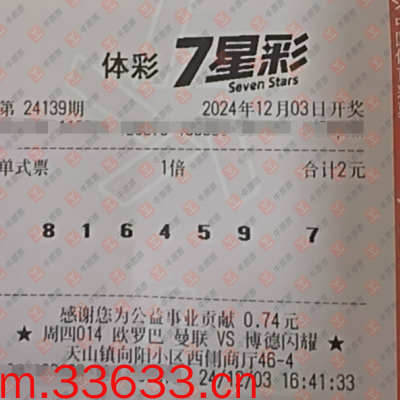 体彩 7星彩
Seven Stars
第 24139期 2024年12月03日开奖
单式票 1倍 合计2元
8 1 6 4 5 9 7
感谢您为公益事业贡献 0.74元
★ 周四014 欧罗巴 曼联 VS 博德闪耀 ★
天山镇向阳小区西侧商厅46-4
24/12/03 16:41:33
m.33633.cn